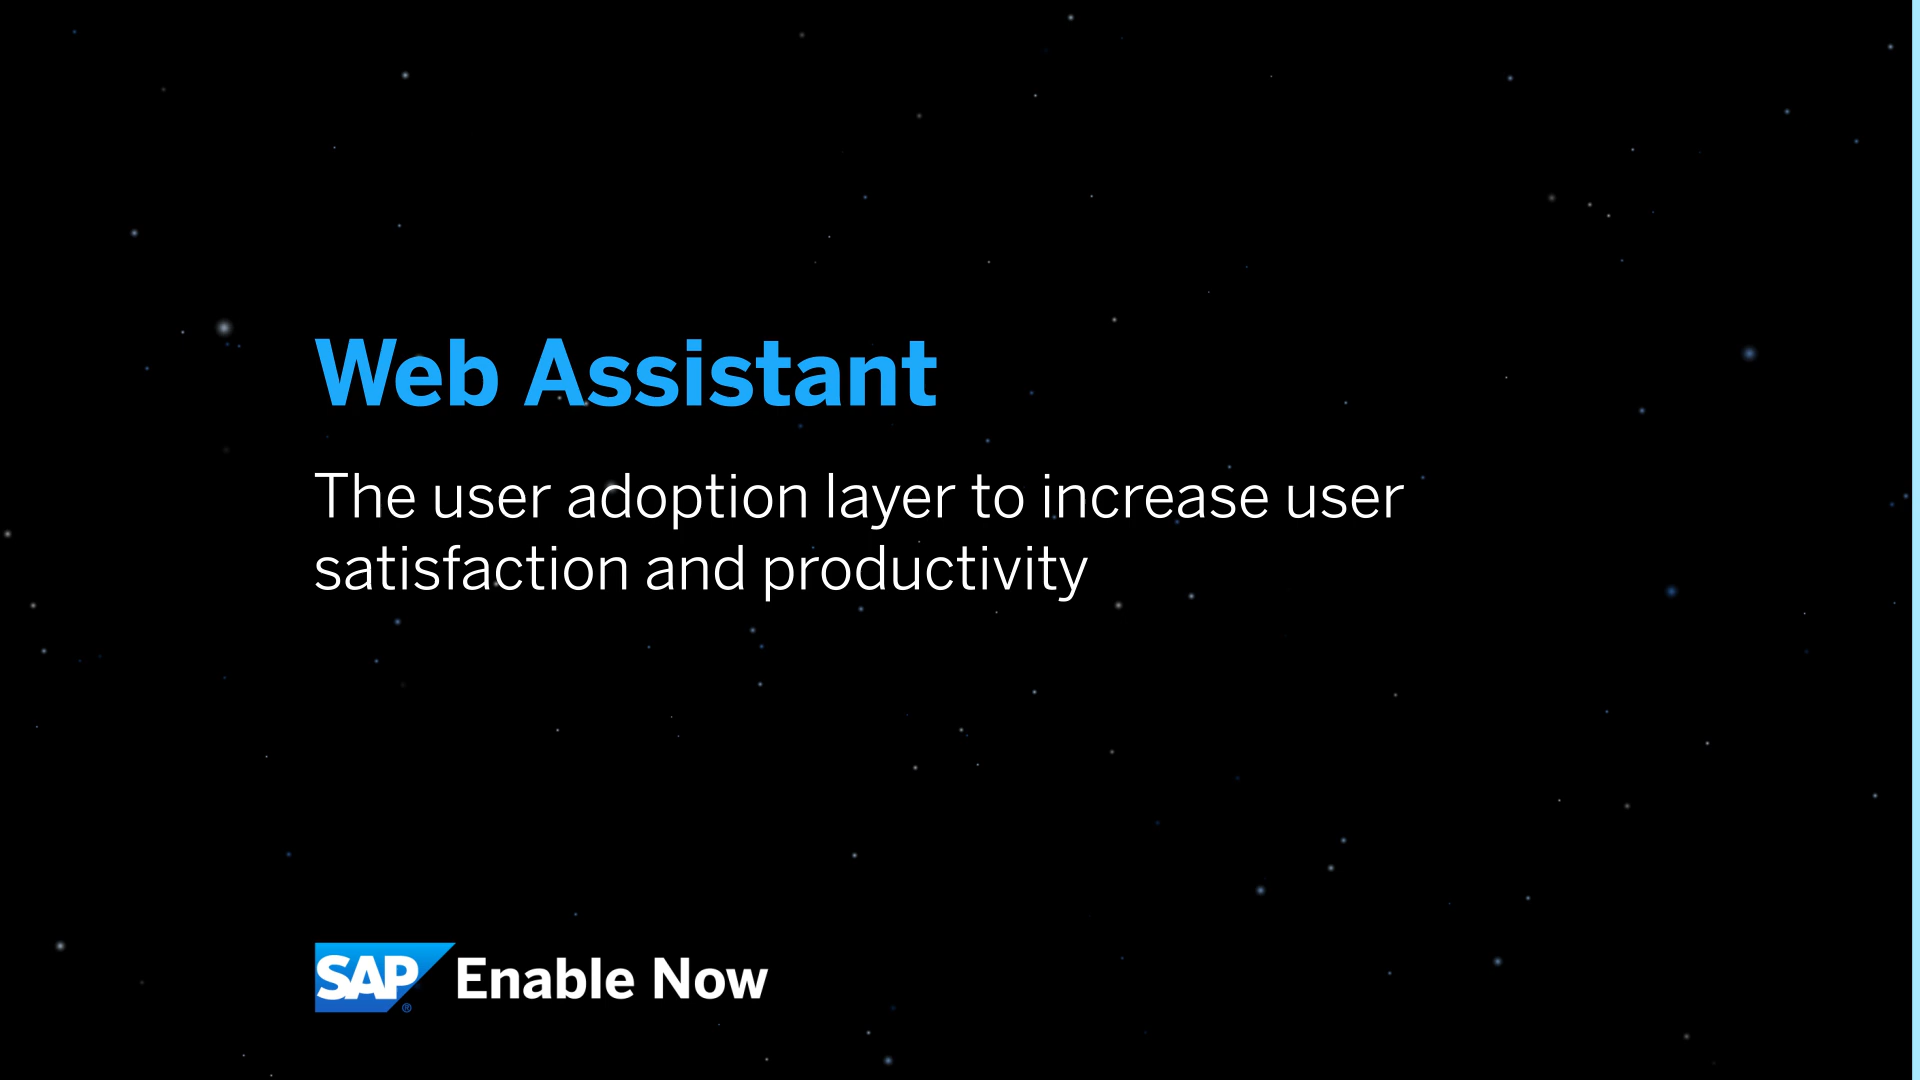 Web Assistant
The user adoption layer to increase user
satisfaction and productivity
SAP® Enable Now